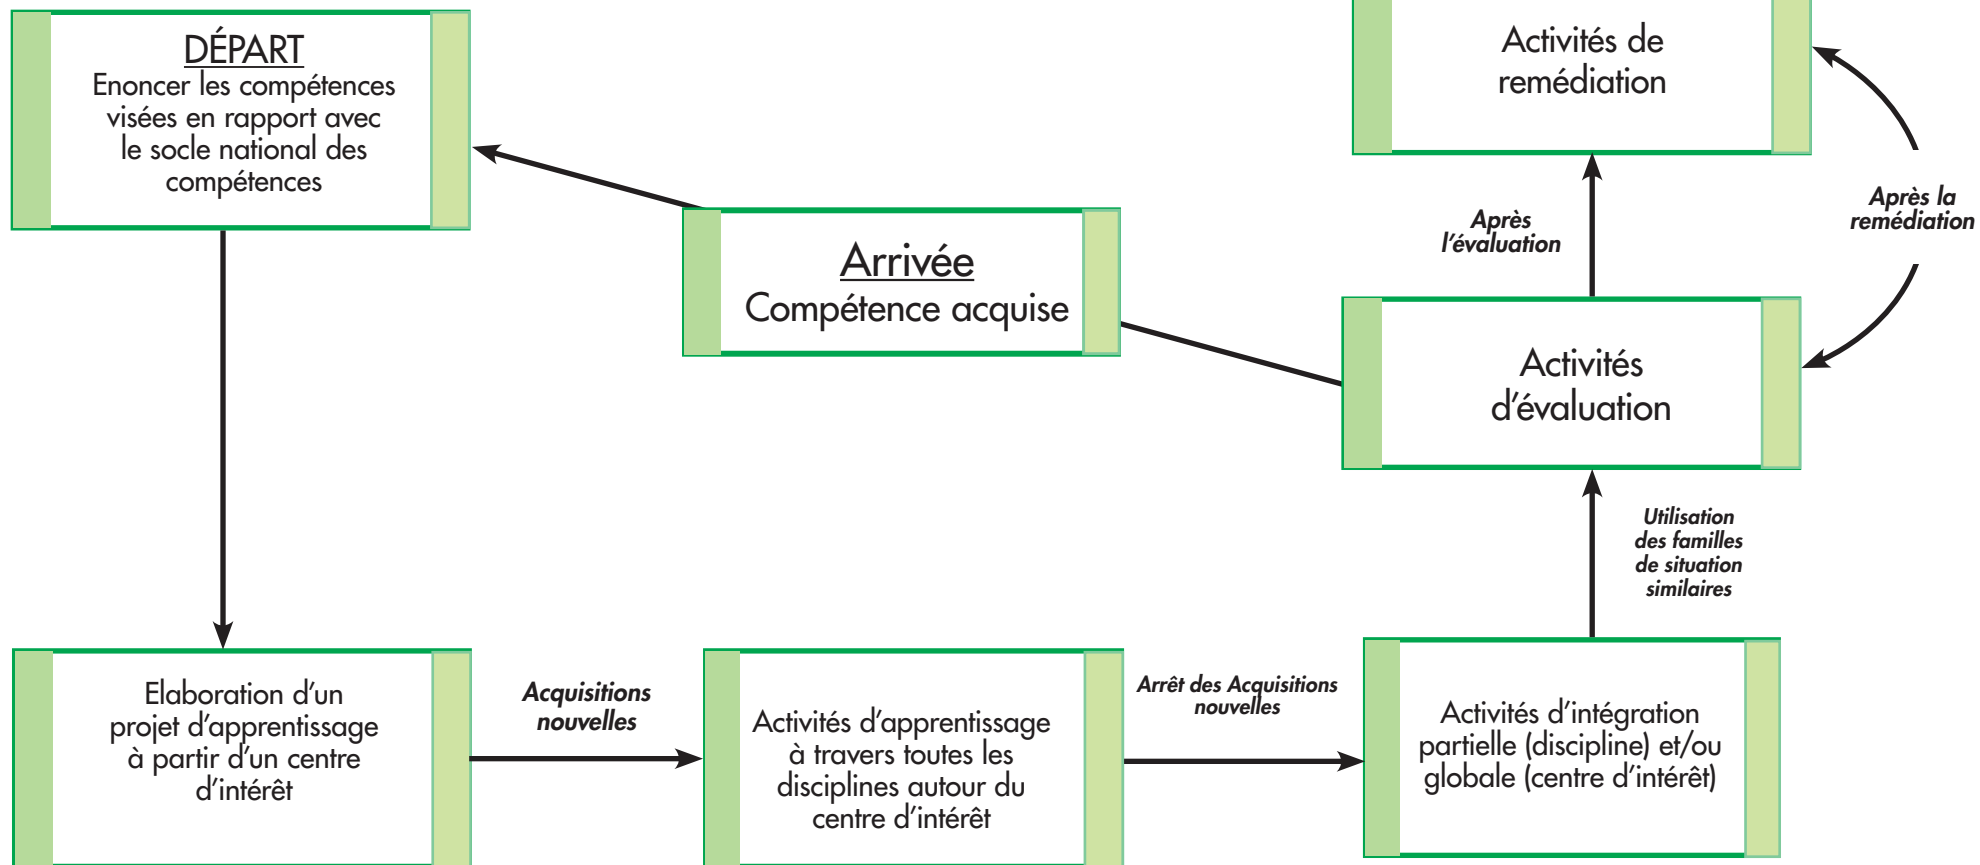 DÉPART
Enoncer les compétences
visées en rapport avec
le socle national des
compétences
Activités de
remédiation
Après la
remédiation
Après
l'évaluation
Arrivée
Compétence acquise
Activités
d'évaluation
Utilisation
des familles
de situation
similaires
Elaboration d'un
projet d'apprentissage
à partir d'un centre
d'intérêt
Acquisitions
nouvelles
Activités d'apprentissage
à travers toutes les
disciplines autour du
centre d'intérêt
Arrêt des Acquisitions
nouvelles
Activités d'intégration
partielle (discipline) et/ou
globale (centre d'intérêt)